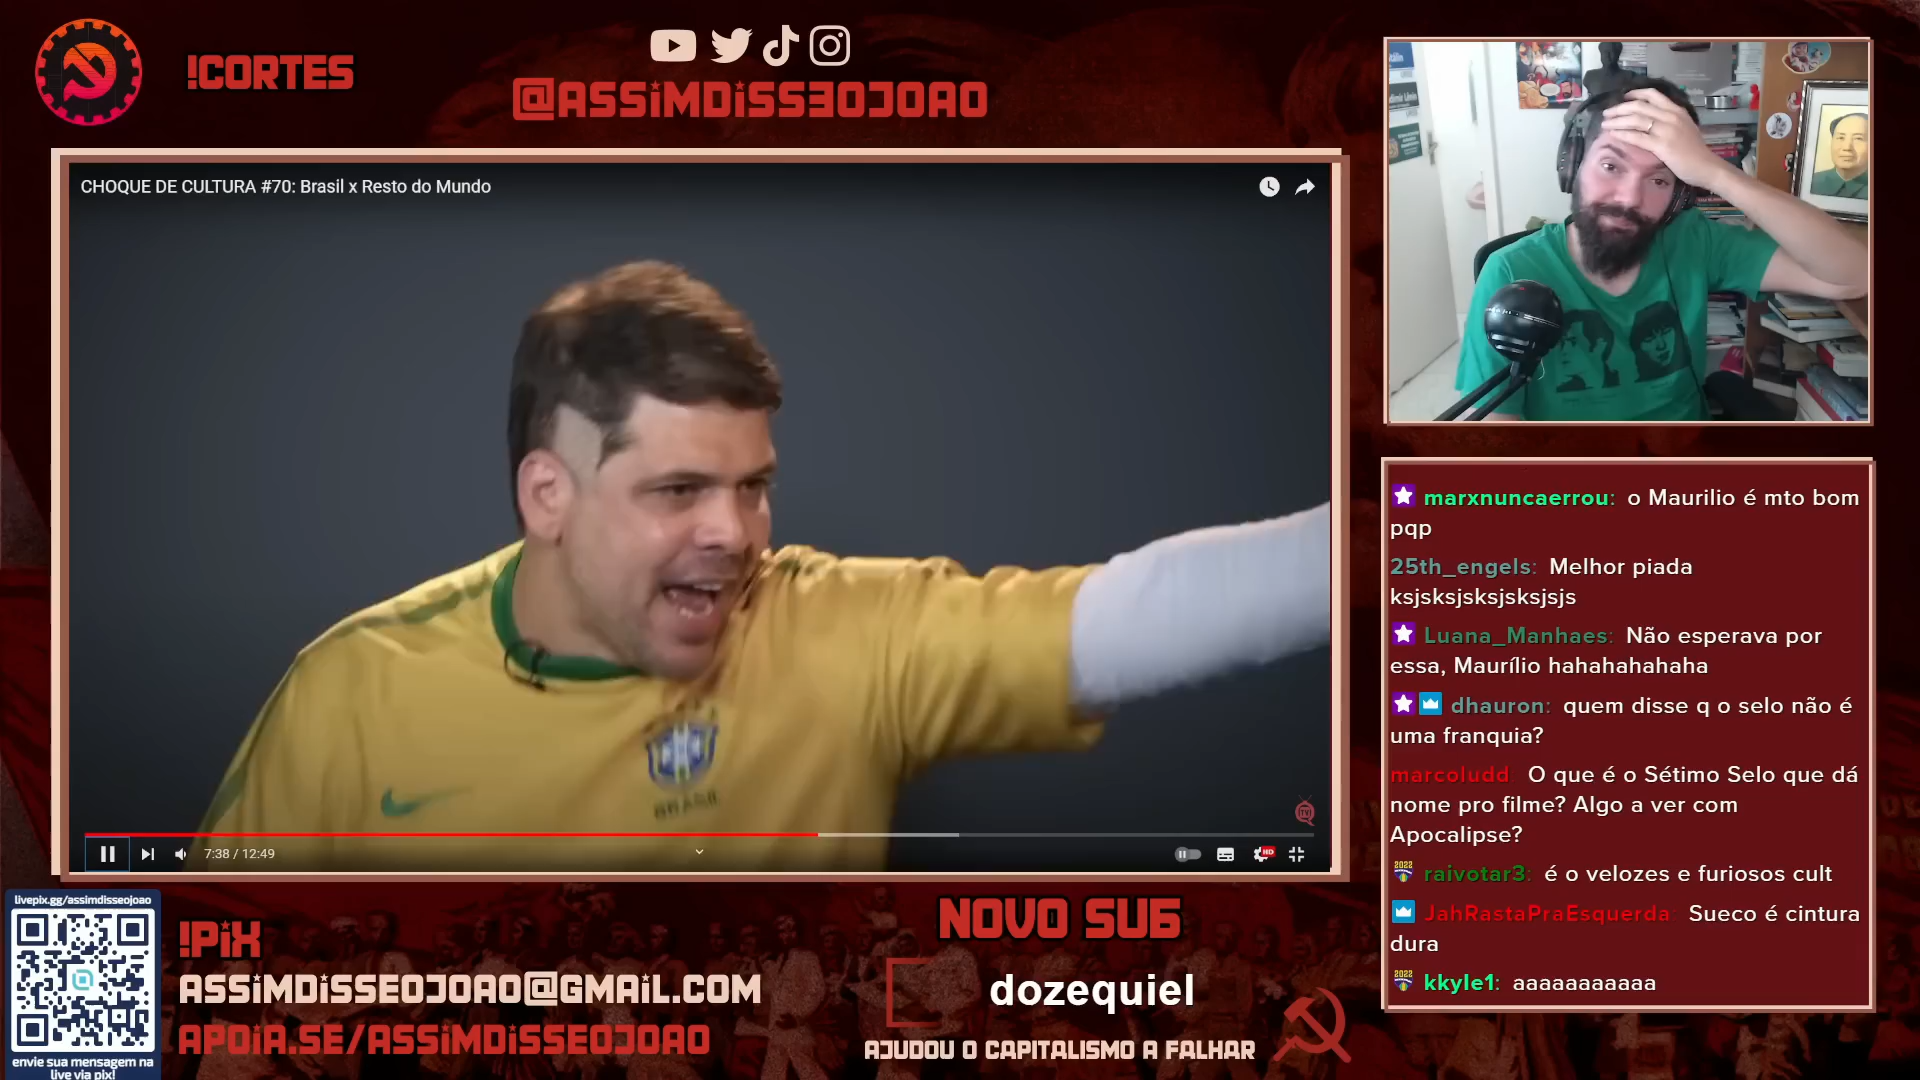 !CORTES
@ASSIMDISSEOJOAO
CHOQUE DE CULTURA #70: Brasil x Resto do Mundo
BRASIL
7:38 / 12:49
HD
marxnuncaerrou: o Maurilio é mto bom
pqp
25th_engels: Melhor piada
ksjsksjsksjsksjsjs
Luana_Manhaes: Não esperava por
essa, Maurílio hahahahahaha
dhauron: quem disse q o selo não é
uma franquia?
marcoludd: O que é o Sétimo Selo que dá
nome pro filme? Algo a ver com
Apocalipse?
raivotar3: é o velozes e furiosos cult
JahRastaPraEsquerda: Sueco é cintura
dura
kkyle1: aaaaaaaaaaa
livepix.gg/assimdisseojoao
envie sua mensagem na
live via pix!
!PIX
ASSIMDISSEOJOAO@GMAIL.COM
APOIA.SE/ASSIMDISSEOJOAO
NOVO SUB
dozequiel
AJUDOU O CAPITALISMO A FALHAR